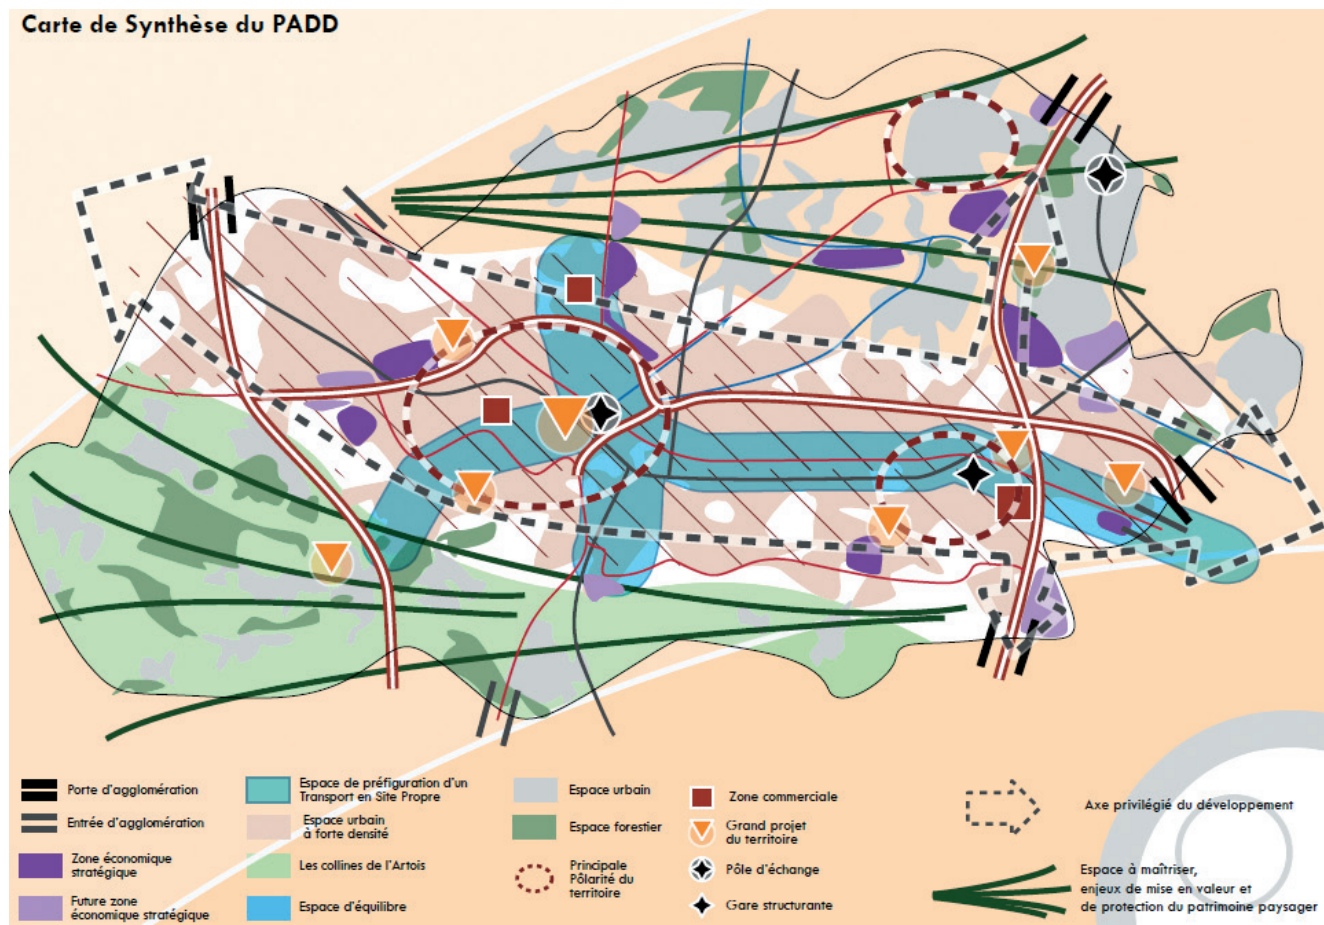 Carte de Synthèse du PADD
Porte d'agglomération
Entrée d'agglomération
Zone économique
stratégique
Future zone
économique stratégique
Espace de préfiguration d'un
Transport en Site Propre
Espace urbain
à forte densité
Les collines de l'Artois
Espace d'équilibre
Espace urbain
Espace forestier
Principale
Pôlarité du
territoire
Zone commerciale
Grand projet
du territoire
Pôle d'échange
Gare structurante
Axe privilégié du développement
Espace à maîtriser,
enjeux de mise en valeur et
de protection du patrimoine paysager